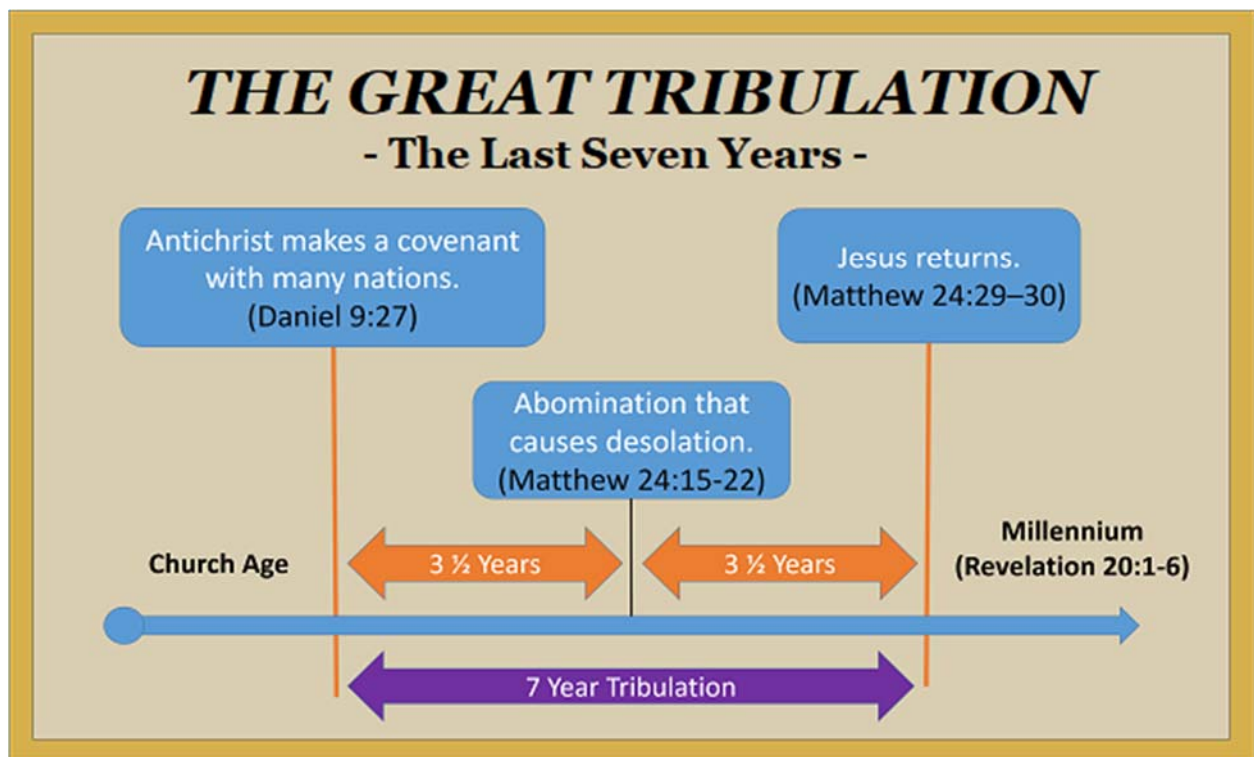 THE GREAT TRIBULATION
- The Last Seven Years -
Antichrist makes a covenant
with many nations.
(Daniel 9:27)
Jesus returns.
(Matthew 24:29–30)
Abomination that
causes desolation.
(Matthew 24:15-22)
Church Age
3 ½ Years
3 ½ Years
Millennium
(Revelation 20:1-6)
7 Year Tribulation